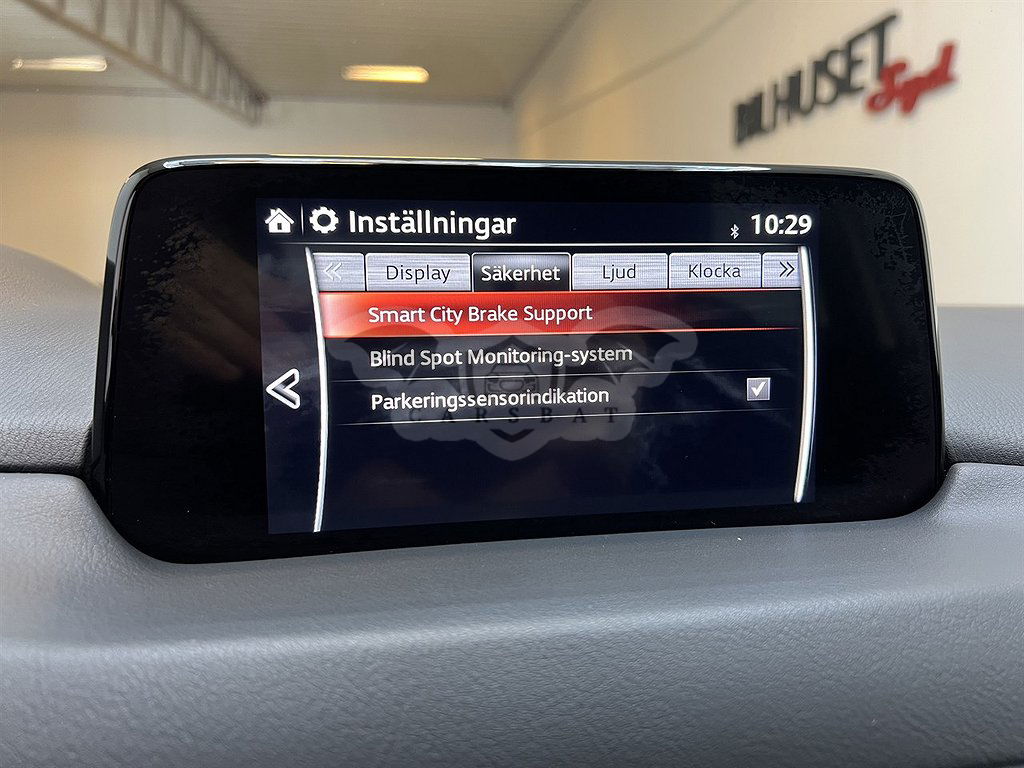 BILHUSET
Syd
Inställningar
10:29
Display
Säkerhet
Ljud
Klocka
Smart City Brake Support
Blind Spot Monitoring-system
Parkeringssensorindikation
CARSBAT